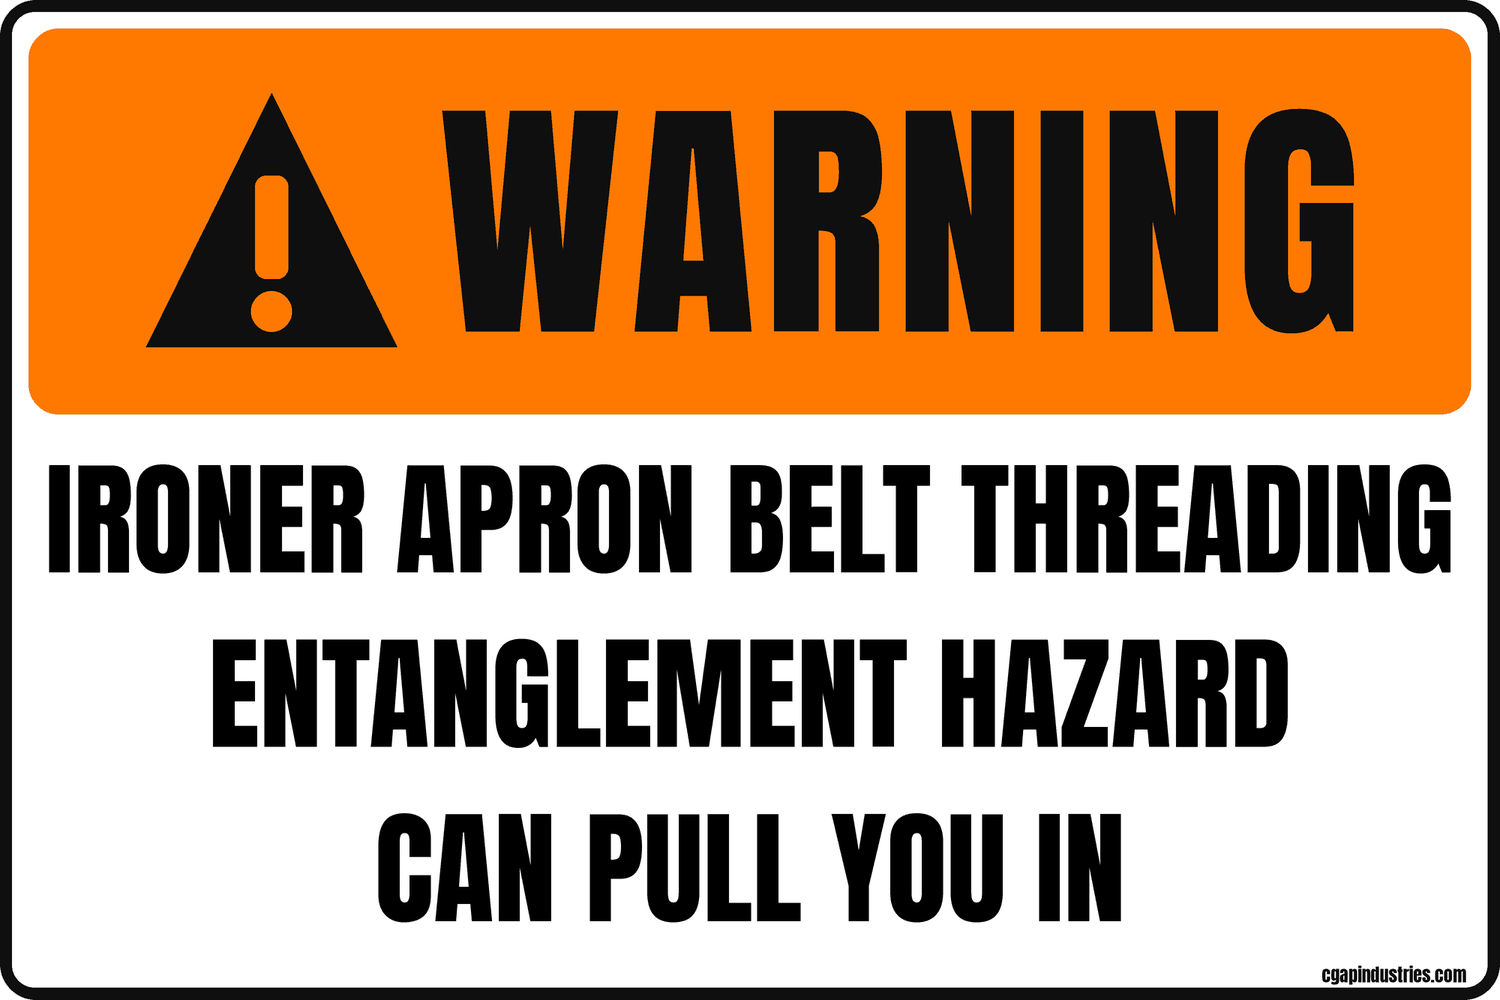 WARNING
IRONER APRON BELT THREADING
ENTANGLEMENT HAZARD
CAN PULL YOU IN
cgapindustries.com